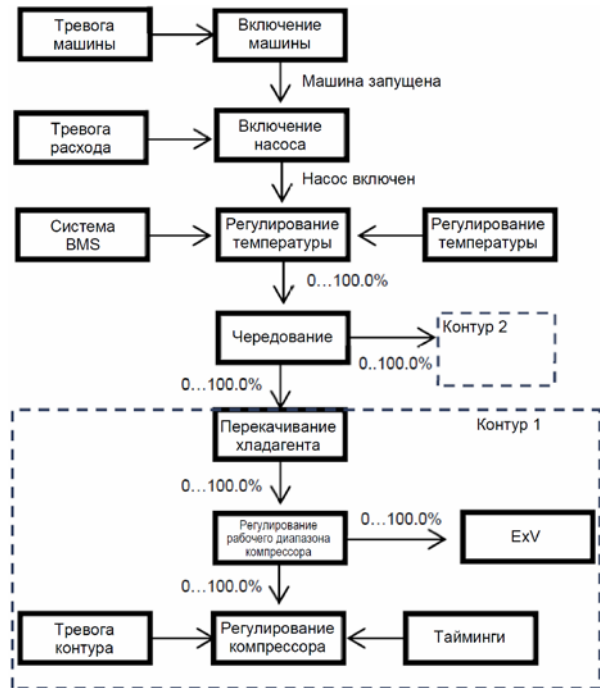 Тревога
машины
Включение
машины
Машина запущена
Тревога
расхода
Включение
насоса
Насос включен
Система
BMS
Регулирование
температуры
Регулирование
температуры
0...100.0%
Чередование
Контур 2
0..100.0%
0...100.0%
Перекачивание
хладагента
Контур 1
0...100.0%
Регулирование
рабочего диапазона
компрессора
0...100.0%
ExV
0...100.0%
Тревога
контура
Регулирование
компрессора
Тайминги